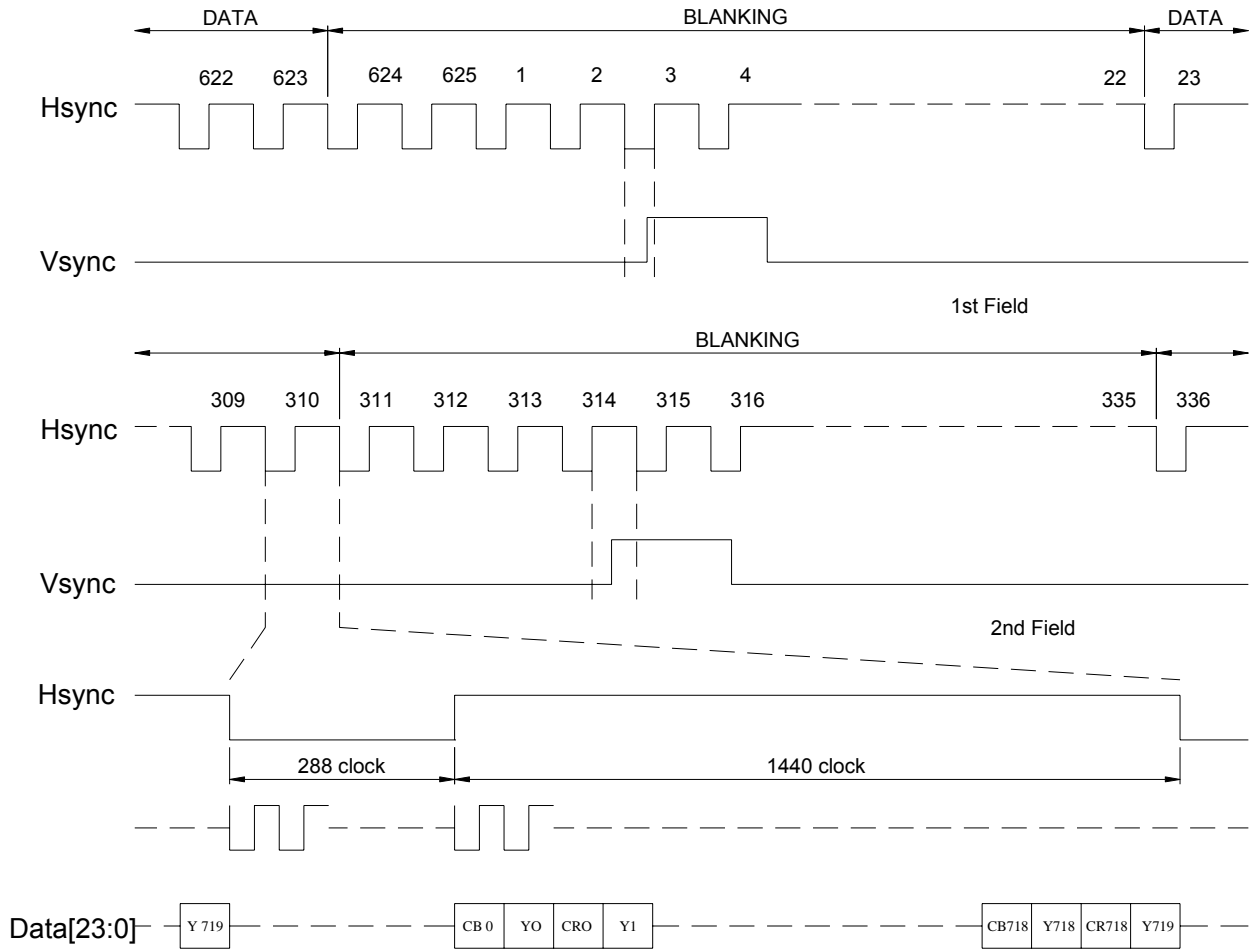 DATA BLANKING DATA
622 623 624 625 1 2 3 4 22 23
Hsync
Vsync
1st Field
BLANKING
309 310 311 312 313 314 315 316 335 336
Hsync
Vsync
2nd Field
Hsync
288 clock 1440 clock
Data[23:0] Y 719 CB 0 YO CRO Y1 CB718 Y718 CR718 Y719